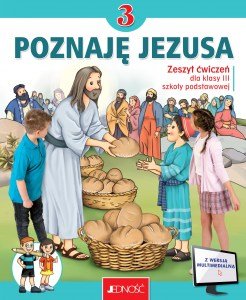 3
POZNAJĘ JEZUSA
Zeszyt ćwiczeń
dla klasy III
szkoły podstawowej
Z WERSJĄ
MULTIMEDIALNĄ
JEDNOŚĆ